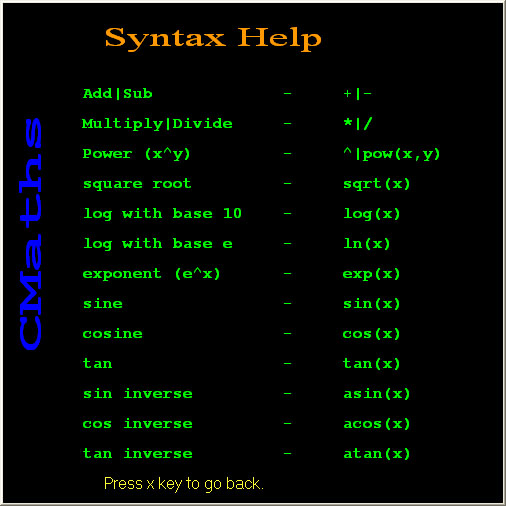 Syntax Help
CMaths
Add|Sub - +|-
Multiply|Divide - *|/
Power (x^y) - ^|pow(x,y)
square root - sqrt(x)
log with base 10 - log(x)
log with base e - ln(x)
exponent (e^x) - exp(x)
sine - sin(x)
cosine - cos(x)
tan - tan(x)
sin inverse - asin(x)
cos inverse - acos(x)
tan inverse - atan(x)
Press x key to go back.